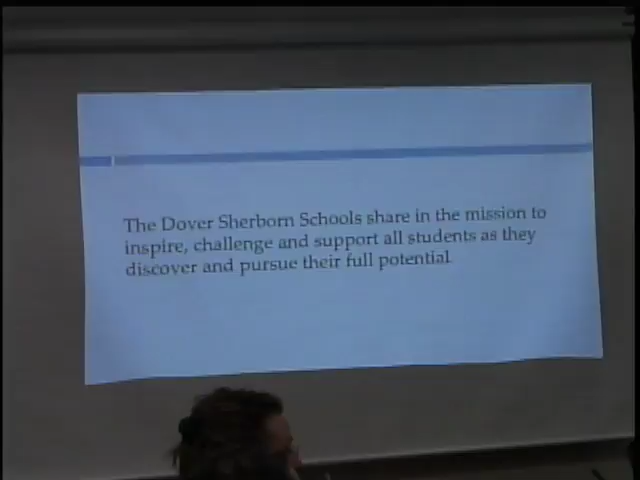 The Dover Sherborn Schools share in the mission to
inspire, challenge and support all students as they
discover and pursue their full potential